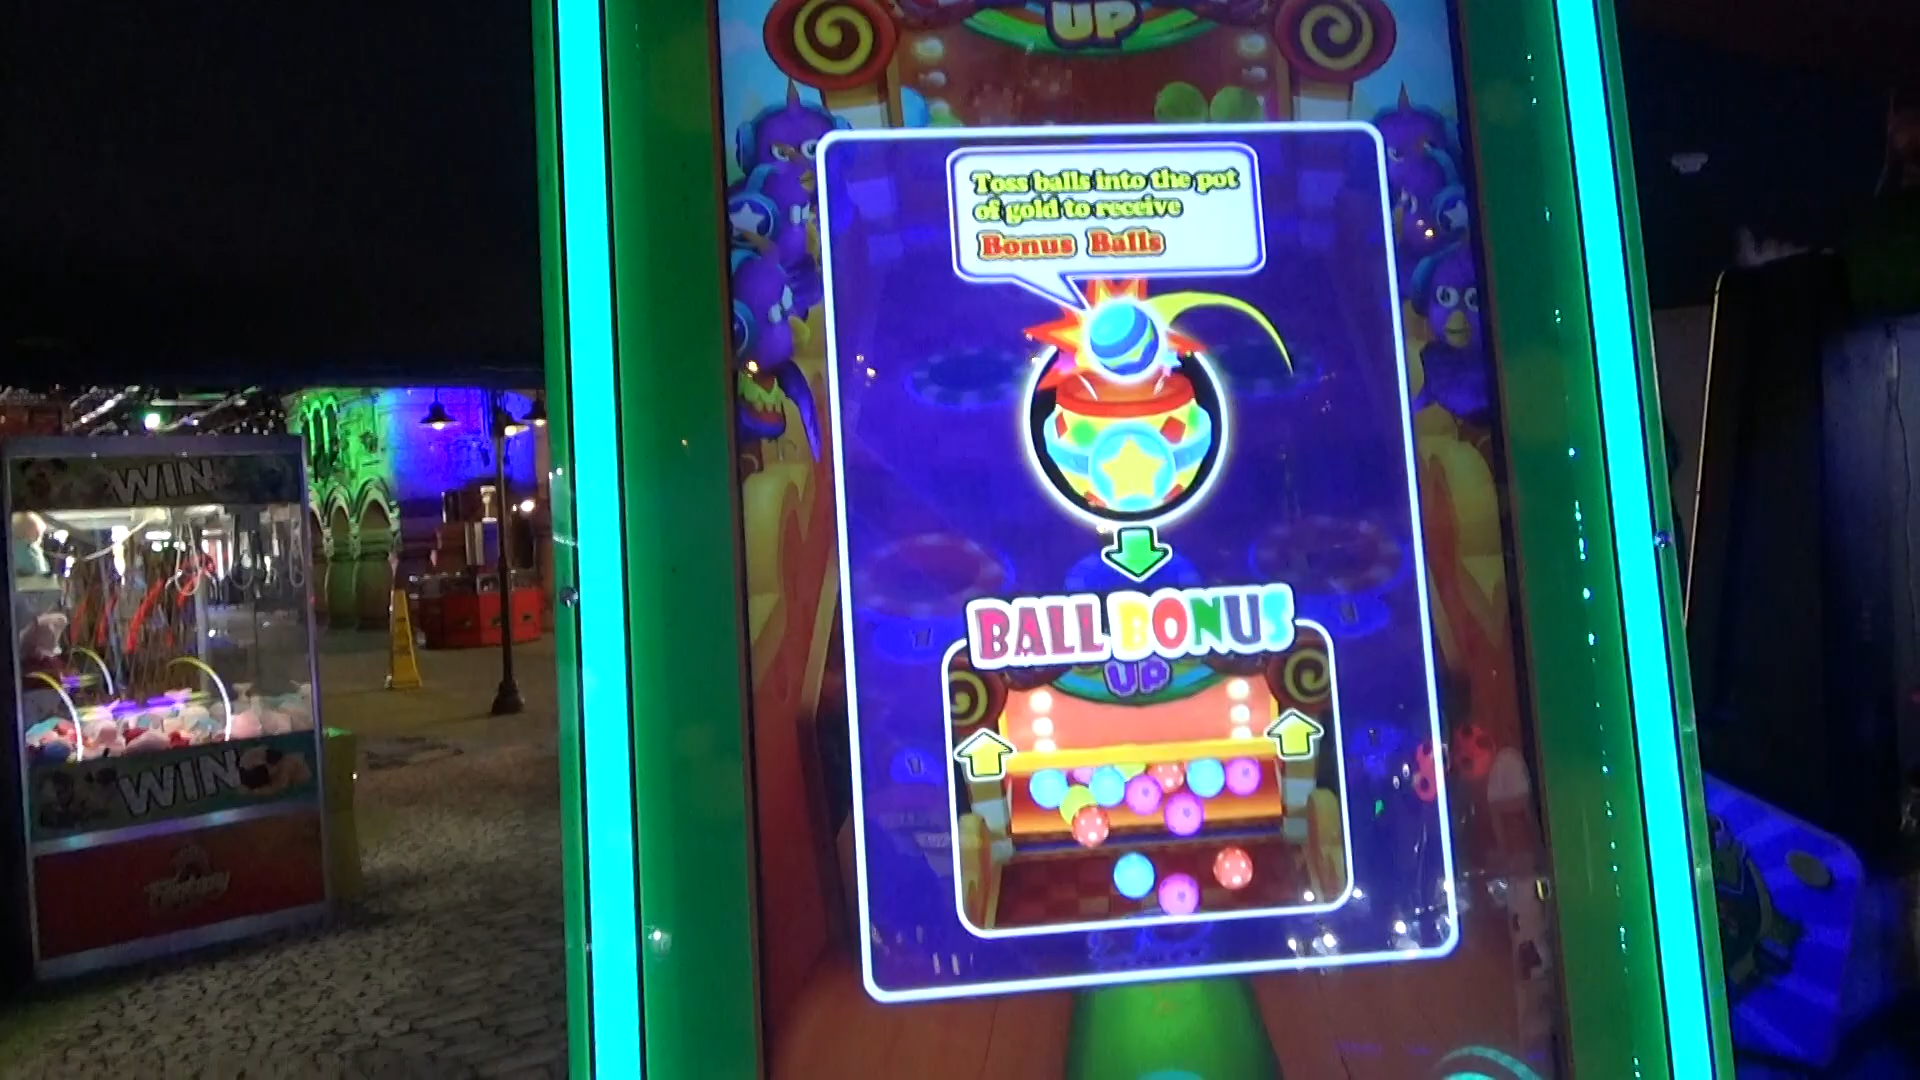 UP
Toss balls into the pot
of gold to receive
Bonus Balls
BALL BONUS
UP
WIN
WIN